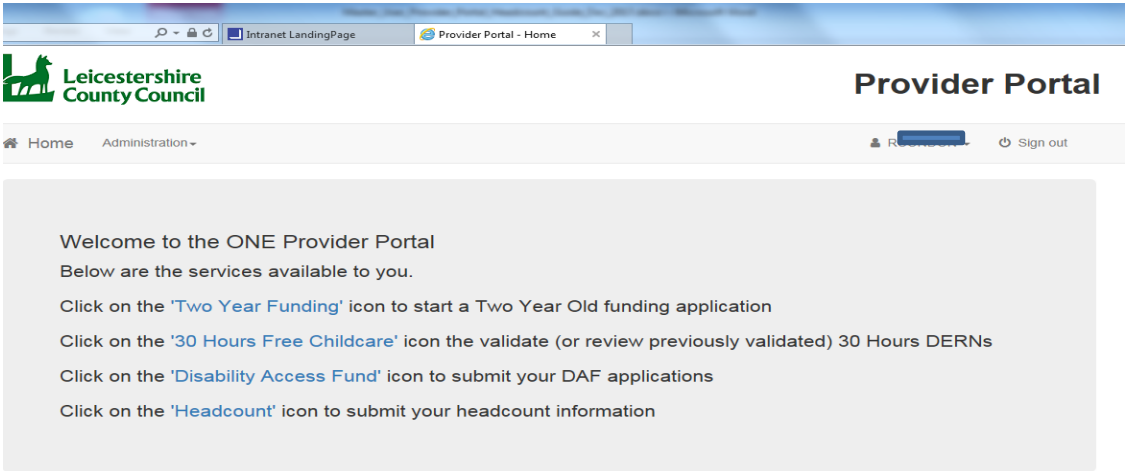 Intranet LandingPage
Provider Portal - Home
Leicestershire
County Council
Provider Portal
Home Administration Sign out
Welcome to the ONE Provider Portal
Below are the services available to you.
Click on the 'Two Year Funding' icon to start a Two Year Old funding application
Click on the '30 Hours Free Childcare' icon the validate (or review previously validated) 30 Hours DERNs
Click on the 'Disability Access Fund' icon to submit your DAF applications
Click on the 'Headcount' icon to submit your headcount information